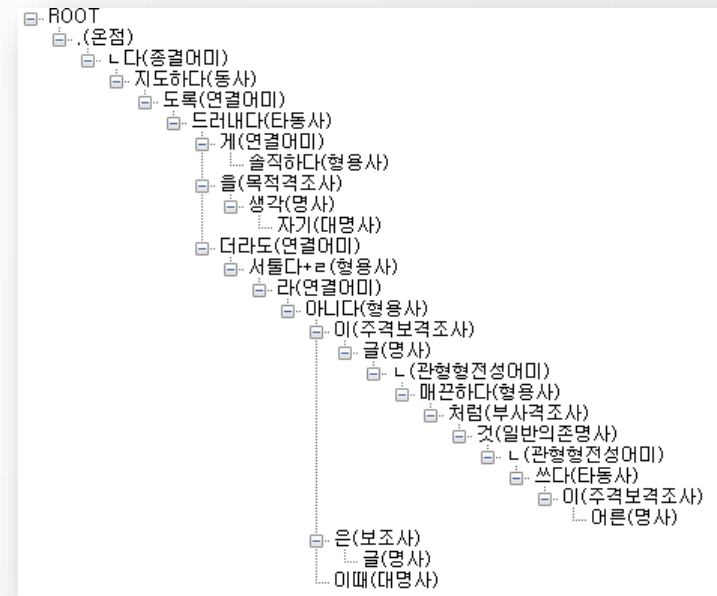 ROOT
.(온점)
ㄴ다(종결어미)
지도하다(동사)
도록(연결어미)
드러내다(타동사)
게(연결어미)
솔직하다(형용사)
을(목적격조사)
생각(명사)
자기(대명사)
더라도(연결어미)
서툴다+ㄹ(형용사)
라(연결어미)
아니다(형용사)
이(주격보격조사)
글(명사)
ㄴ(관형형전성어미)
매끈하다(형용사)
처럼(부사격조사)
것(일반의존명사)
ㄴ(관형형전성어미)
쓰다(타동사)
이(주격보격조사)
어른(명사)
은(보조사)
글(명사)
이때(대명사)